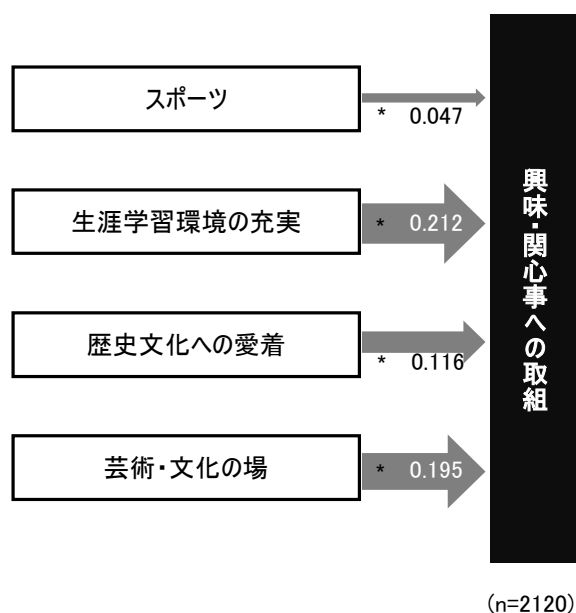 スポーツ
* 0.047
生涯学習環境の充実
* 0.212
歴史文化への愛着
* 0.116
芸術・文化の場
* 0.195
興味・関心事への取組
(n=2120)